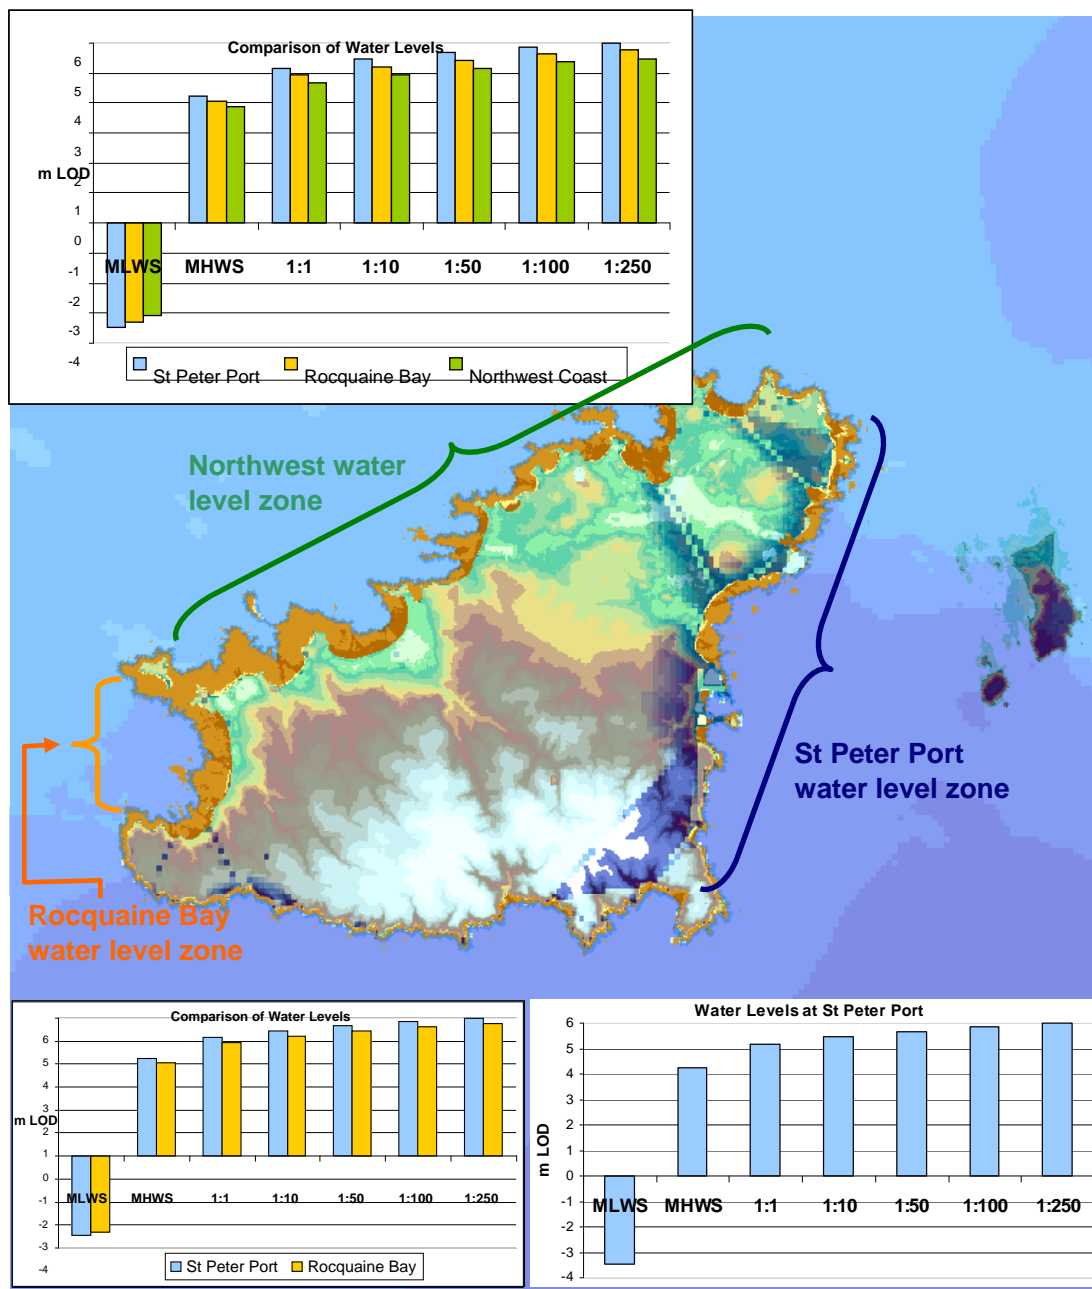 Comparison of Water Levels
6
5
4
3
m LOD
2
1
0
-1
-2
-3
-4
MLWS MHWS 1:1 1:10 1:50 1:100 1:250
St Peter Port Rocquaine Bay Northwest Coast
Northwest water
level zone
St Peter Port
water level zone
Rocquaine Bay
water level zone
Comparison of Water Levels
6
5
4
3
m LOD
2
1
0
-1
-2
-3
-4
MLWS MHWS 1:1 1:10 1:50 1:100 1:250
St Peter Port Rocquaine Bay
Water Levels at St Peter Port
6
5
4
3
2
1
0
-1
-2
-3
-4
m LOD
MLWS MHWS 1:1 1:10 1:50 1:100 1:250